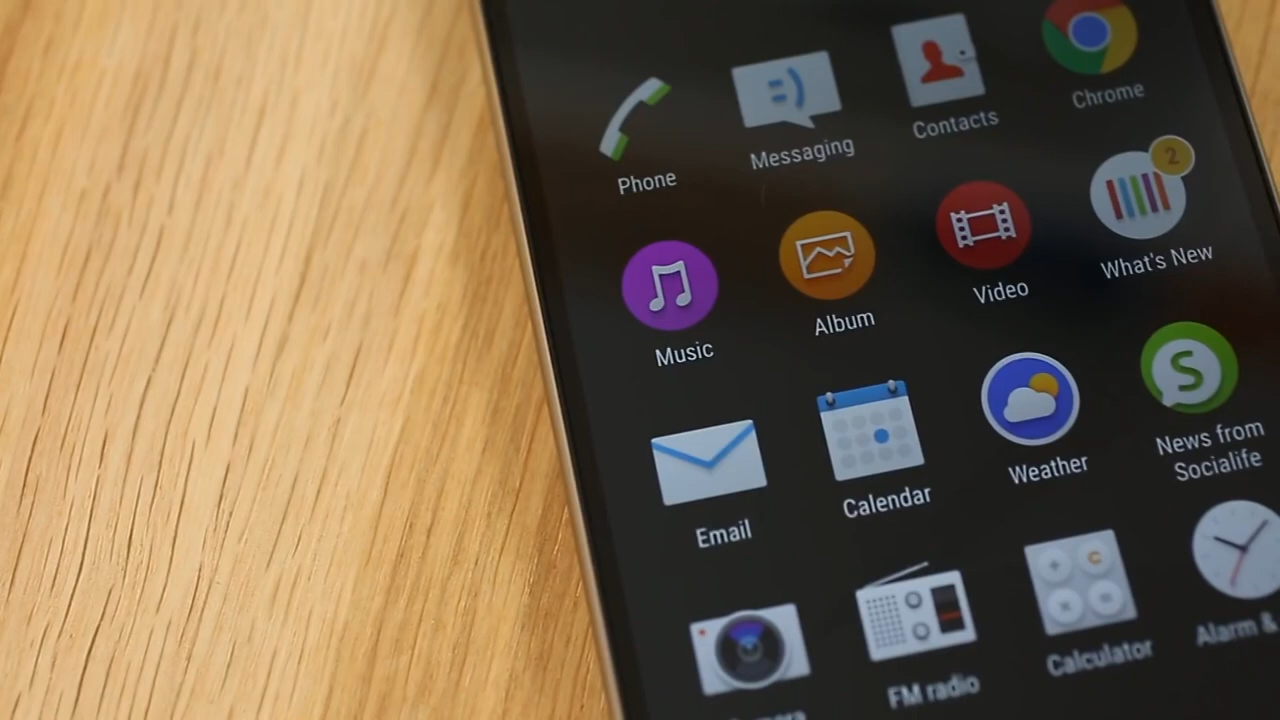 Phone
Messaging
Contacts
Chrome
Music
Album
Video
What's New
2
Email
Calendar
Weather
News from
Socialife
S
FM radio
Calculator
Alarm &